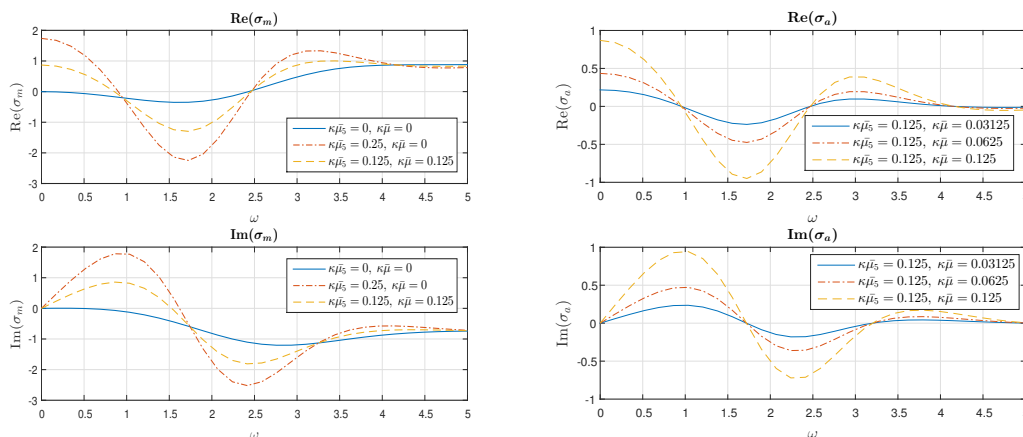 Re(σ_m)
Re(σ_m)
2
1
0
-1
-2
-3
κμ̄₅ = 0, κμ̄ = 0
κμ̄₅ = 0.25, κμ̄ = 0
κμ̄₅ = 0.125, κμ̄ = 0.125
0 0.5 1 1.5 2 2.5 3 3.5 4 4.5 5
ω
Re(σ_a)
Re(σ_a)
1
0.5
0
-0.5
-1
κμ̄₅ = 0.125, κμ̄ = 0.03125
κμ̄₅ = 0.125, κμ̄ = 0.0625
κμ̄₅ = 0.125, κμ̄ = 0.125
0 0.5 1 1.5 2 2.5 3 3.5 4 4.5
ω
Im(σ_m)
Im(σ_m)
2
1
0
-1
-2
-3
κμ̄₅ = 0, κμ̄ = 0
κμ̄₅ = 0.25, κμ̄ = 0
κμ̄₅ = 0.125, κμ̄ = 0.125
0 0.5 1 1.5 2 2.5 3 3.5 4 4.5 5
ω
Im(σ_a)
Im(σ_a)
1
0.5
0
-0.5
-1
κμ̄₅ = 0.125, κμ̄ = 0.03125
κμ̄₅ = 0.125, κμ̄ = 0.0625
κμ̄₅ = 0.125, κμ̄ = 0.125
0 0.5 1 1.5 2 2.5 3 3.5 4 4.5
ω